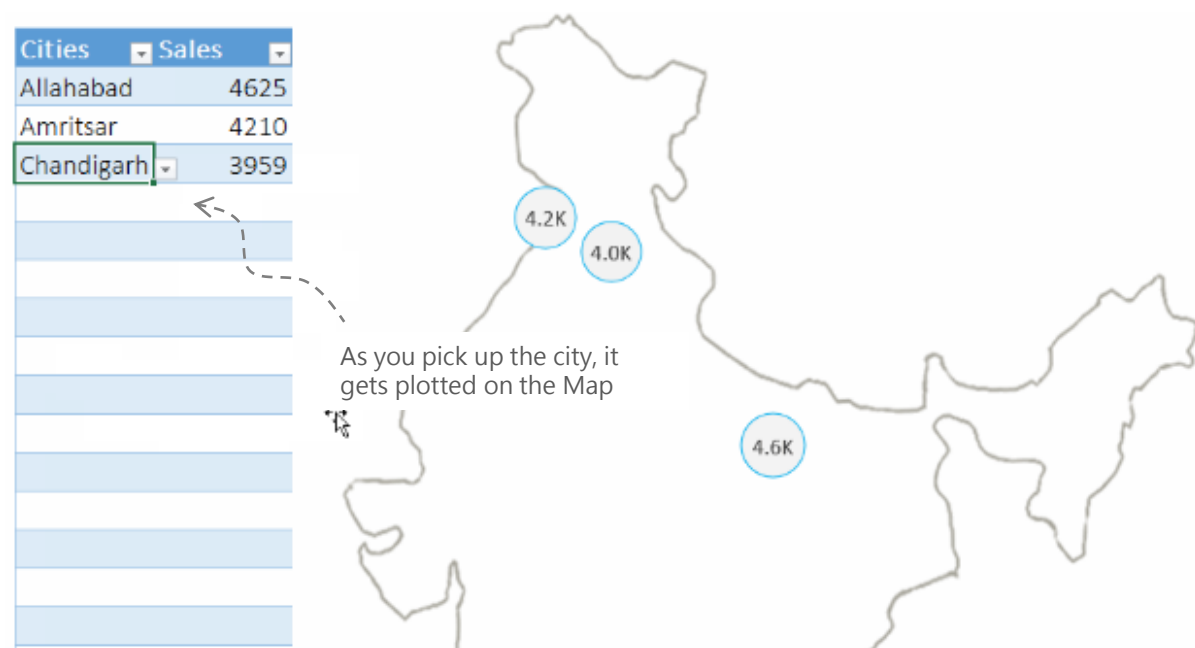 Cities Sales
Allahabad 4625
Amritsar 4210
Chandigarh 3959
4.2K
4.0K
As you pick up the city, it
gets plotted on the Map
4.6K